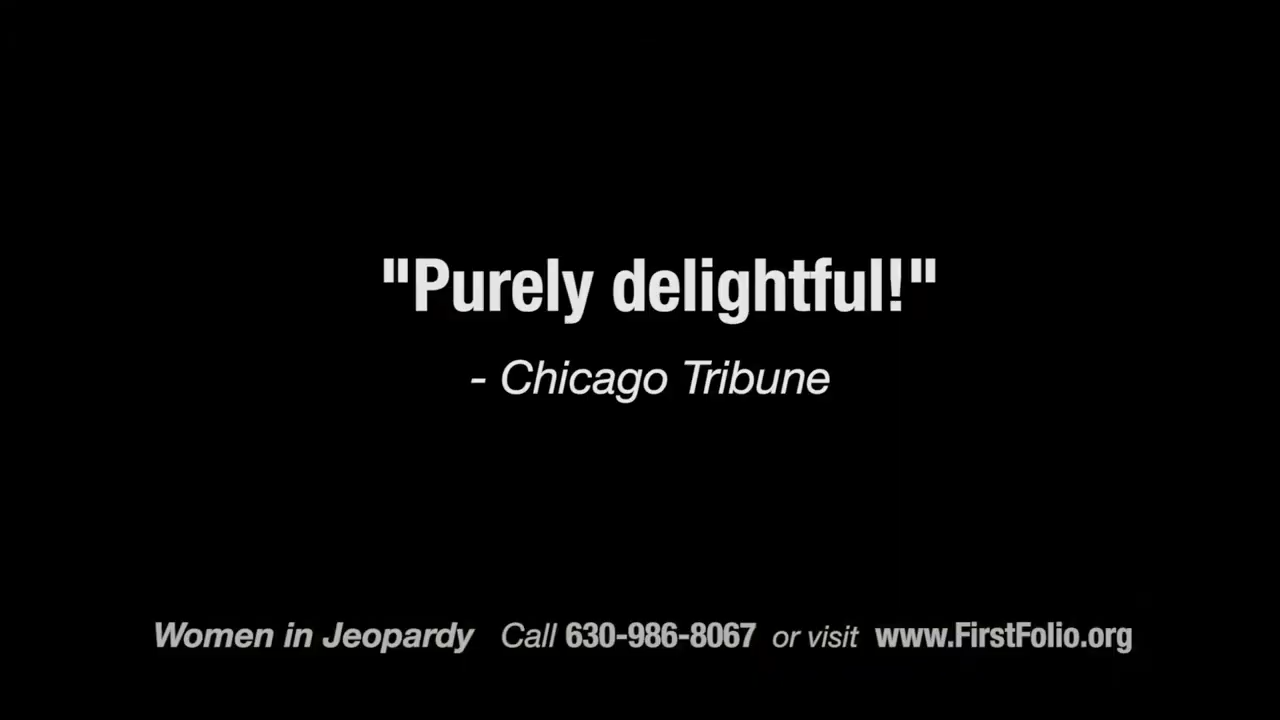 "Purely delightful!"
- Chicago Tribune
Women in Jeopardy Call 630-986-8067 or visit www.FirstFolio.org